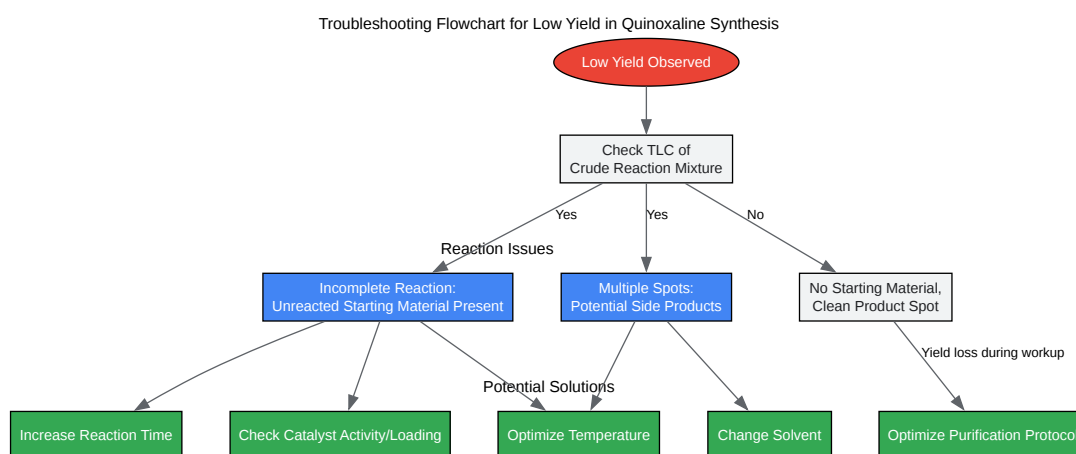 Troubleshooting Flowchart for Low Yield in Quinoxaline Synthesis
Low Yield Observed
Check TLC of
Crude Reaction Mixture
Yes
Yes
No
Reaction Issues
Incomplete Reaction:
Unreacted Starting Material Present
Multiple Spots:
Potential Side Products
No Starting Material,
Clean Product Spot
Yield loss during workup
Potential Solutions
Increase Reaction Time
Check Catalyst Activity/Loading
Optimize Temperature
Change Solvent
Optimize Purification Protocol